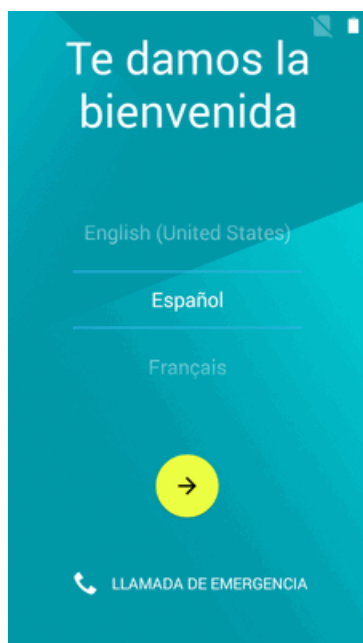 Te damos la
bienvenida
English (United States)
Español
Français
LLAMADA DE EMERGENCIA